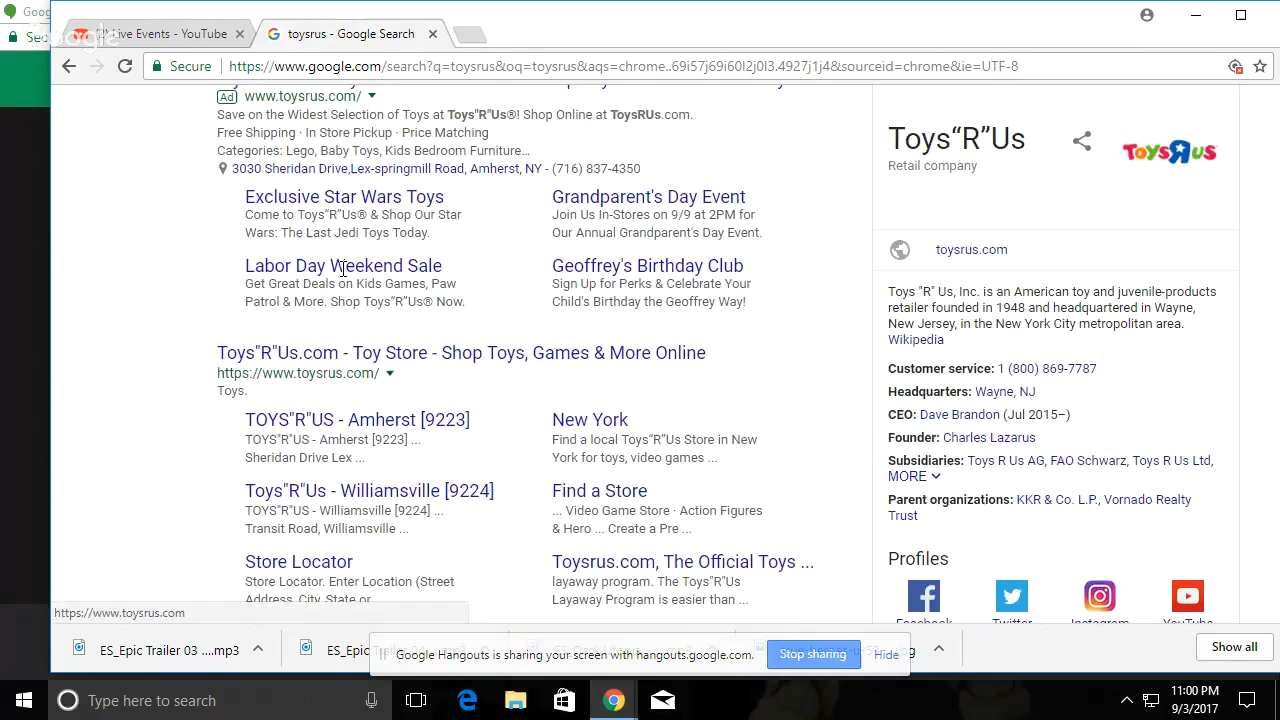 Goog
Live Events - YouTube
toysrus - Google Search
Secure
https://www.google.com/search?q=toysrus&oq=toysrus&aqs=chrome..69i57j69i60l2j0l3.4927j1j4&sourceid=chrome&ie=UTF-8
Ad www.toysrus.com/
Save on the Widest Selection of Toys at Toys"R"Us®! Shop Online at ToysRUs.com.
Free Shipping · In Store Pickup · Price Matching
Categories: Lego, Baby Toys, Kids Bedroom Furniture…
3030 Sheridan Drive,Lex-springmill Road, Amherst, NY - (716) 837-4350
Exclusive Star Wars Toys
Come to Toys“R”Us® & Shop Our Star
Wars: The Last Jedi Toys Today.
Grandparent's Day Event
Join Us In-Stores on 9/9 at 2PM for
Our Annual Grandparent's Day Event.
Labor Day Weekend Sale
Get Great Deals on Kids Games, Paw
Patrol & More. Shop Toys“R”Us® Now.
Geoffrey's Birthday Club
Sign Up for Perks & Celebrate Your
Child's Birthday the Geoffrey Way!
Toys"R"Us.com - Toy Store - Shop Toys, Games & More Online
https://www.toysrus.com/
Toys.
TOYS"R"US - Amherst [9223]
TOYS"R"US - Amherst [9223] ...
Sheridan Drive Lex ...
New York
Find a local Toys“R”Us Store in New
York for toys, video games ...
Toys"R"Us - Williamsville [9224]
TOYS"R"US - Williamsville [9224] ...
Transit Road, Williamsville ...
Find a Store
... Video Game Store · Action Figures
& Hero ... Create a Pre ...
Store Locator
Store Locator. Enter Location (Street
Address, City, State or
Toysrus.com, The Official Toys ...
layaway program. The Toys"R"Us
Layaway Program is easier than ...
https://www.toysrus.com
Toys“R”Us
Retail company
TOYS R US
toysrus.com
Toys "R" Us, Inc. is an American toy and juvenile-products
retailer founded in 1948 and headquartered in Wayne,
New Jersey, in the New York City metropolitan area.
Wikipedia
Customer service: 1 (800) 869-7787
Headquarters: Wayne, NJ
CEO: Dave Brandon (Jul 2015–)
Founder: Charles Lazarus
Subsidiaries: Toys R Us AG, FAO Schwarz, Toys R Us Ltd,
MORE
Parent organizations: KKR & Co. L.P., Vornado Realty
Trust
Profiles
Facebook
Twitter
Instagram
YouTube
ES_Epic Trailer 03 ....mp3
ES_Epi
Google Hangouts is sharing your screen with hangouts.google.com.
Stop sharing
Hide
Show all
Type here to search
11:00 PM
9/3/2017